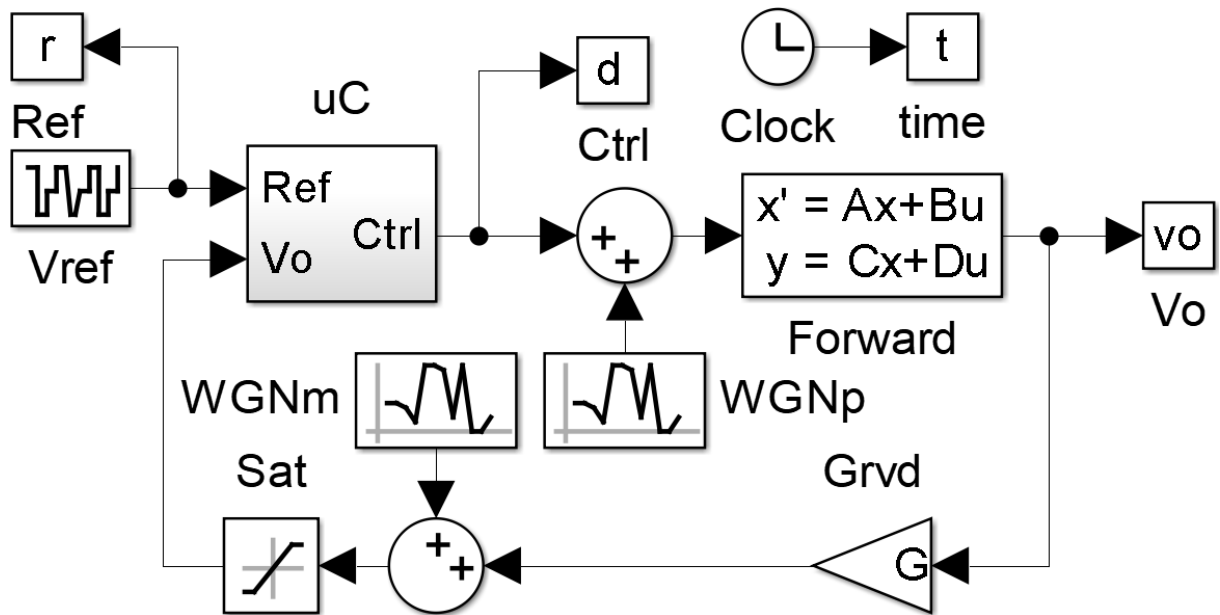 r
Ref
Vref
uC
Ref
Vo
Ctrl
d
Ctrl
+
+
Clock
t
time
x' = Ax+Bu
y = Cx+Du
Forward
vo
Vo
WGNm
WGNp
Sat
+
+
Grvd
G